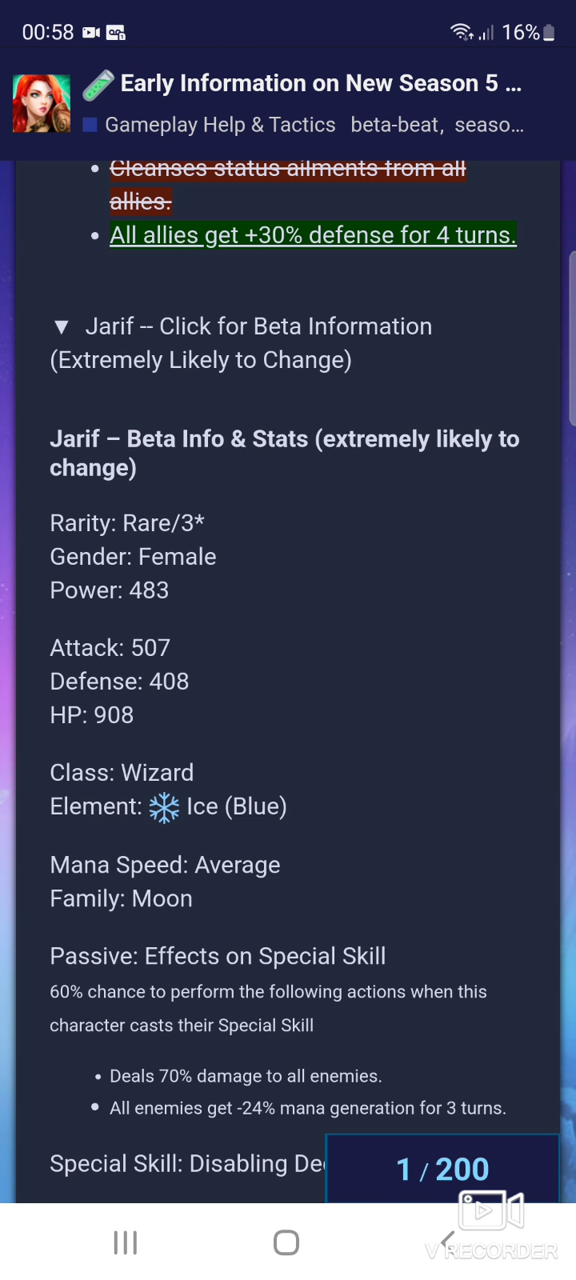 00:58
16%
Early Information on New Season 5 ...
Gameplay Help & Tactics beta-beat, seaso...
Cleanses status ailments from all
allies.
All allies get +30% defense for 4 turns.
▼ Jarif -- Click for Beta Information
(Extremely Likely to Change)
Jarif – Beta Info & Stats (extremely likely to
change)
Rarity: Rare/3*
Gender: Female
Power: 483
Attack: 507
Defense: 408
HP: 908
Class: Wizard
Element: Ice (Blue)
Mana Speed: Average
Family: Moon
Passive: Effects on Special Skill
60% chance to perform the following actions when this
character casts their Special Skill
Deals 70% damage to all enemies.
All enemies get -24% mana generation for 3 turns.
Special Skill: Disabling
1 / 200
V RECORDER